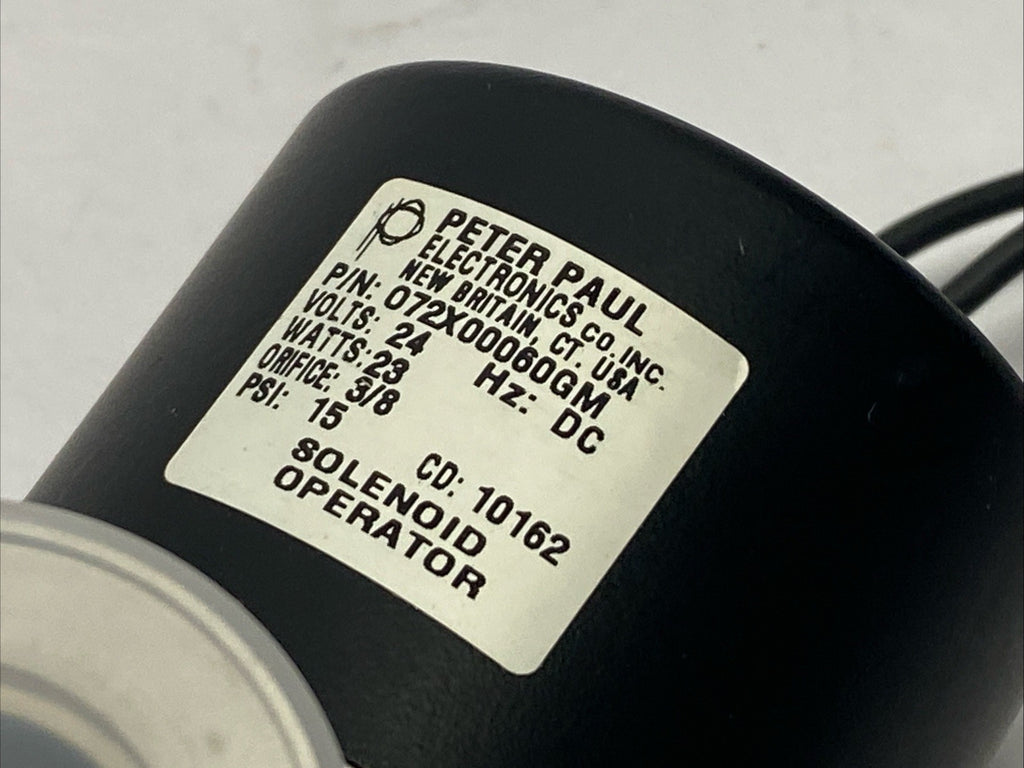 PETER PAUL
ELECTRONICS CO. INC.
NEW BRITAIN, CT. USA
P/N: 072X00060GM
VOLTS: 24 Hz: DC
WATTS: 23
ORIFICE: 3/8
PSI: 15
CD: 10162
SOLENOID
OPERATOR